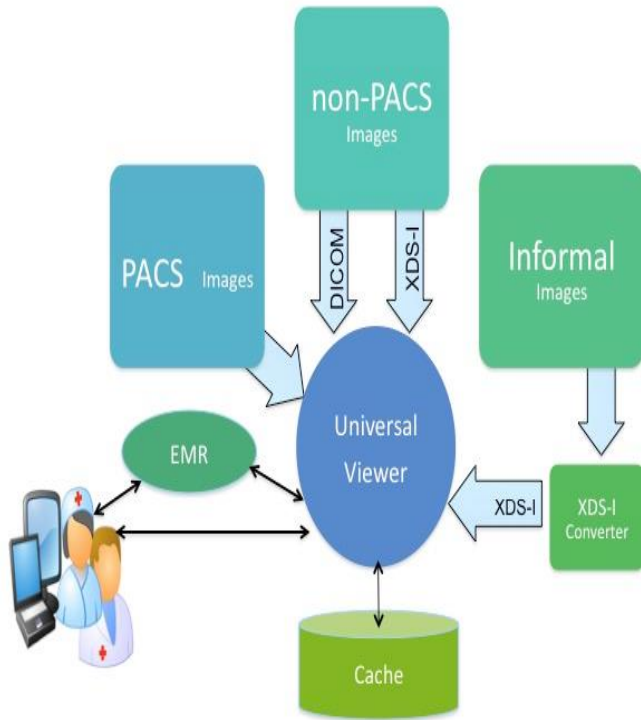 non-PACS
Images
PACS Images
Informal
Images
DICOM
XDS-I
Universal
Viewer
EMR
XDS-I
XDS-I
Converter
Cache